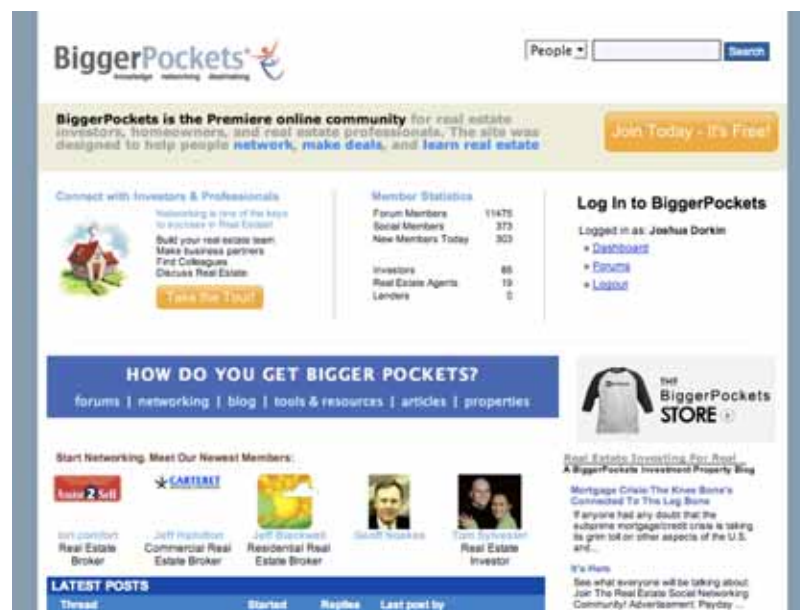 BiggerPockets
knowledge networking dealmaking
People
Search
BiggerPockets is the Premiere online community for real estate
investors, homeowners, and real estate professionals. The site was
designed to help people network, make deals, and learn real estate
Join Today - It's Free!
Connect with Investors & Professionals
Networking is one of the keys
to success in Real Estate!
Build your real estate team
Make business partners
Find Colleagues
Discuss Real Estate
Take the Tour!
Member Statistics
Forum Members 11475
Social Members 373
New Members Today 303
Investors
Real Estate Agents 19
Lenders 0
Log In to BiggerPockets
Logged in as: Joshua Dorkin
» Dashboard
» Forums
» Logout
HOW DO YOU GET BIGGER POCKETS?
forums | networking | blog | tools & resources | articles | properties
THE
BiggerPockets
STORE
Start Networking. Meet Our Newest Members:
2 Sell
CARTERET
Real Estate
Broker
Jeff Hamilton
Commercial Real
Estate Broker
Jeff Blackwell
Residential Real
Estate Broker
Geoff Noakes
Tom Sylvester
Real Estate
Investor
Real Estate Investing For Real
A BiggerPockets Investment Property Blog
Mortgage Crisis The Knee Bone's
Connected To The Leg Bone
If anyone had any doubt that the
subprime mortgage/credit crisis is taking
its grim toll on other aspects of the U.S.
and...
It's Here
See what everyone will be talking about:
Join The Real Estate Social Networking
Community! Advertisement: Payday
LATEST POSTS
Thread Started Replies Last post by